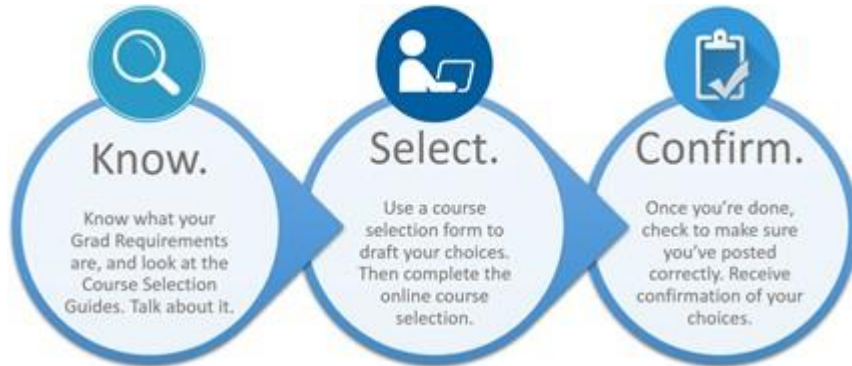 Know.
Know what your
Grad Requirements
are, and look at the
Course Selection
Guides. Talk about it.
Select.
Use a course
selection form to
draft your choices.
Then complete the
online course
selection.
Confirm.
Once you're done,
check to make sure
you've posted
correctly. Receive
confirmation of your
choices.